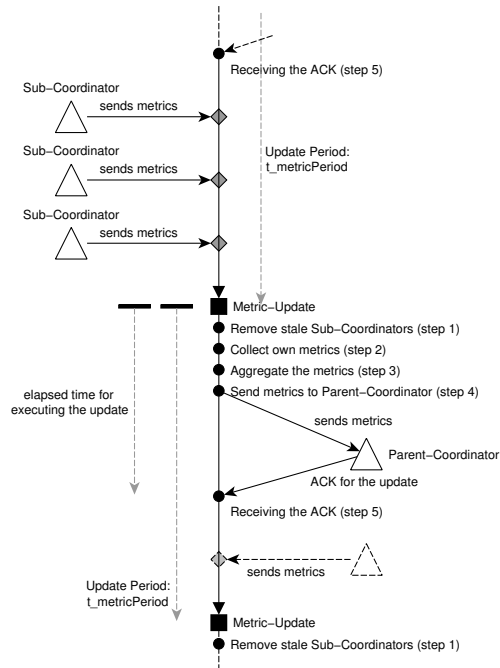 Receiving the ACK (step 5)
Sub−Coordinator
sends metrics
Sub−Coordinator
sends metrics
Update Period:
t_metricPeriod
Sub−Coordinator
sends metrics
Metric−Update
Remove stale Sub−Coordinators (step 1)
Collect own metrics (step 2)
Aggregate the metrics (step 3)
Send metrics to Parent−Coordinator (step 4)
elapsed time for
executing the update
sends metrics
Parent−Coordinator
ACK for the update
Receiving the ACK (step 5)
sends metrics
Update Period:
t_metricPeriod
Metric−Update
Remove stale Sub−Coordinators (step 1)